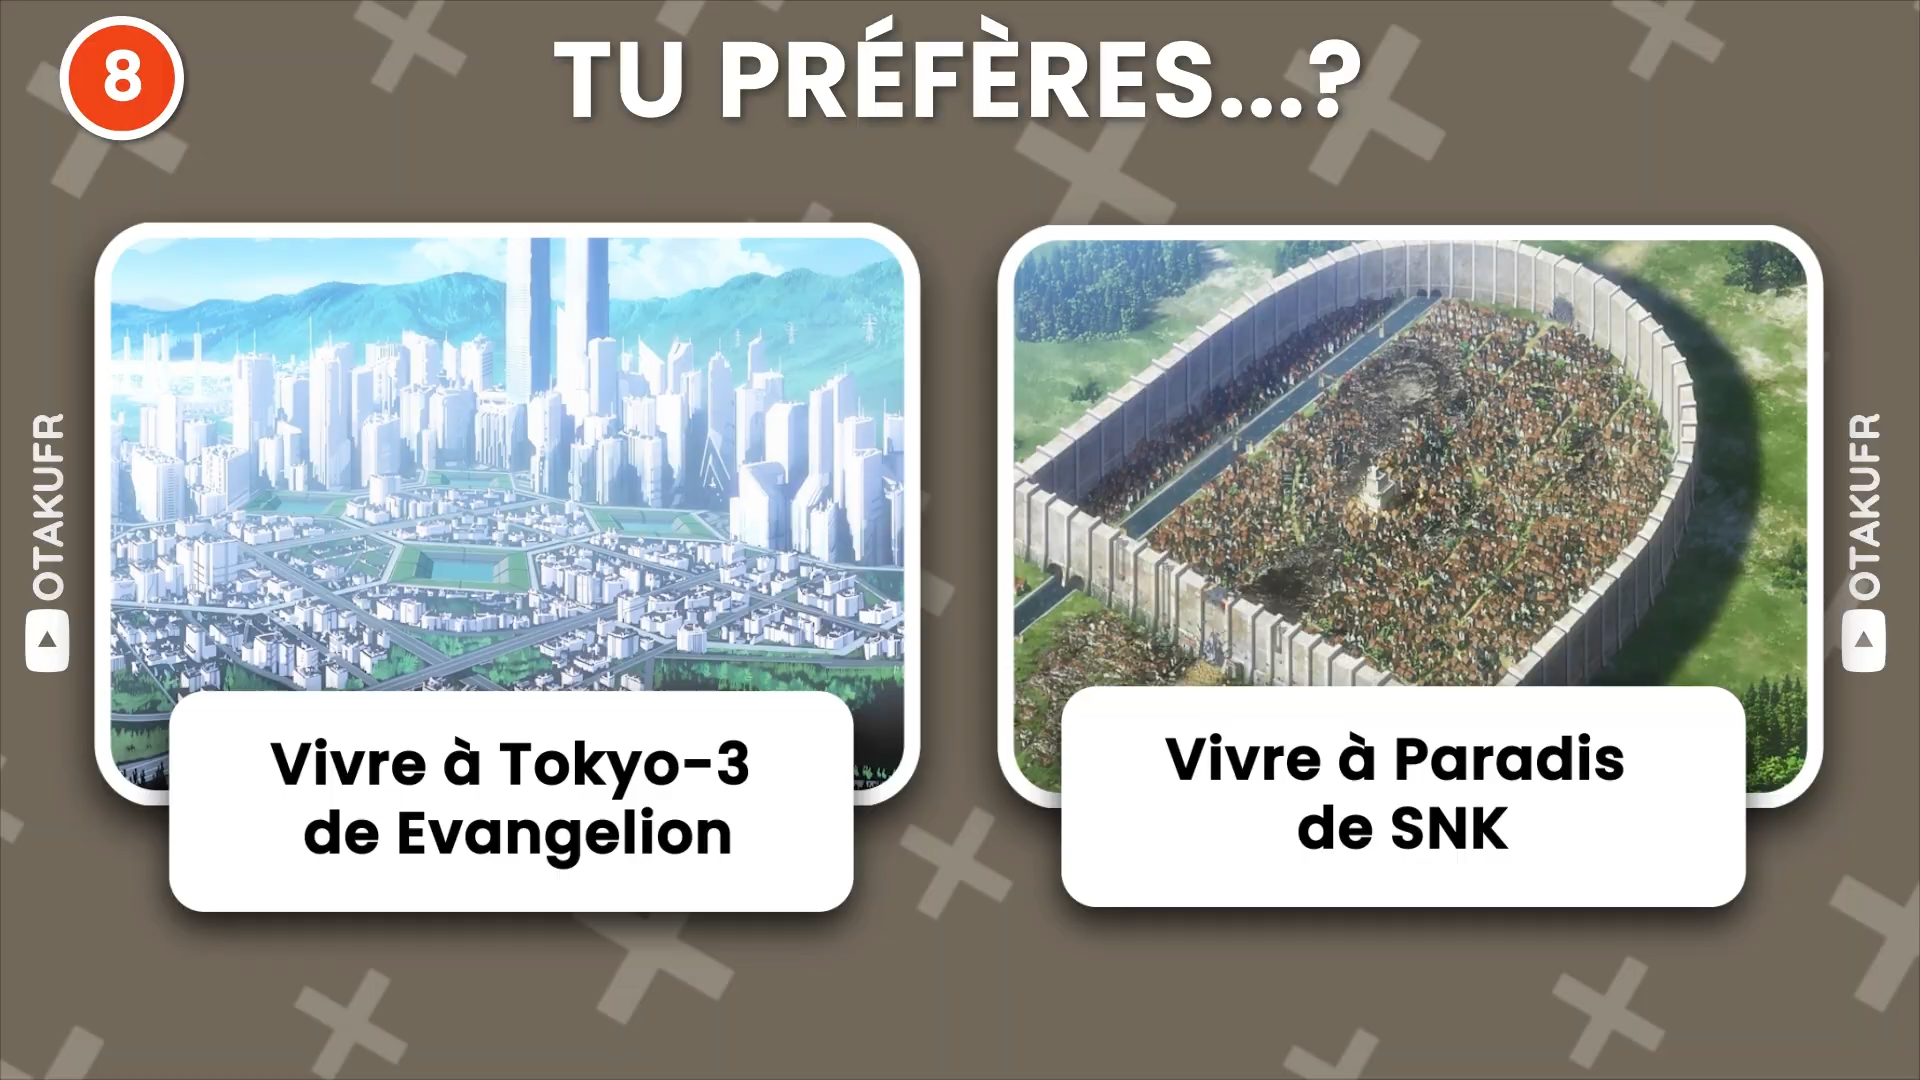 8
TU PRÉFÈRES...?
OTAKUFR
OTAKUFR
Vivre à Tokyo-3
de Evangelion
Vivre à Paradis
de SNK